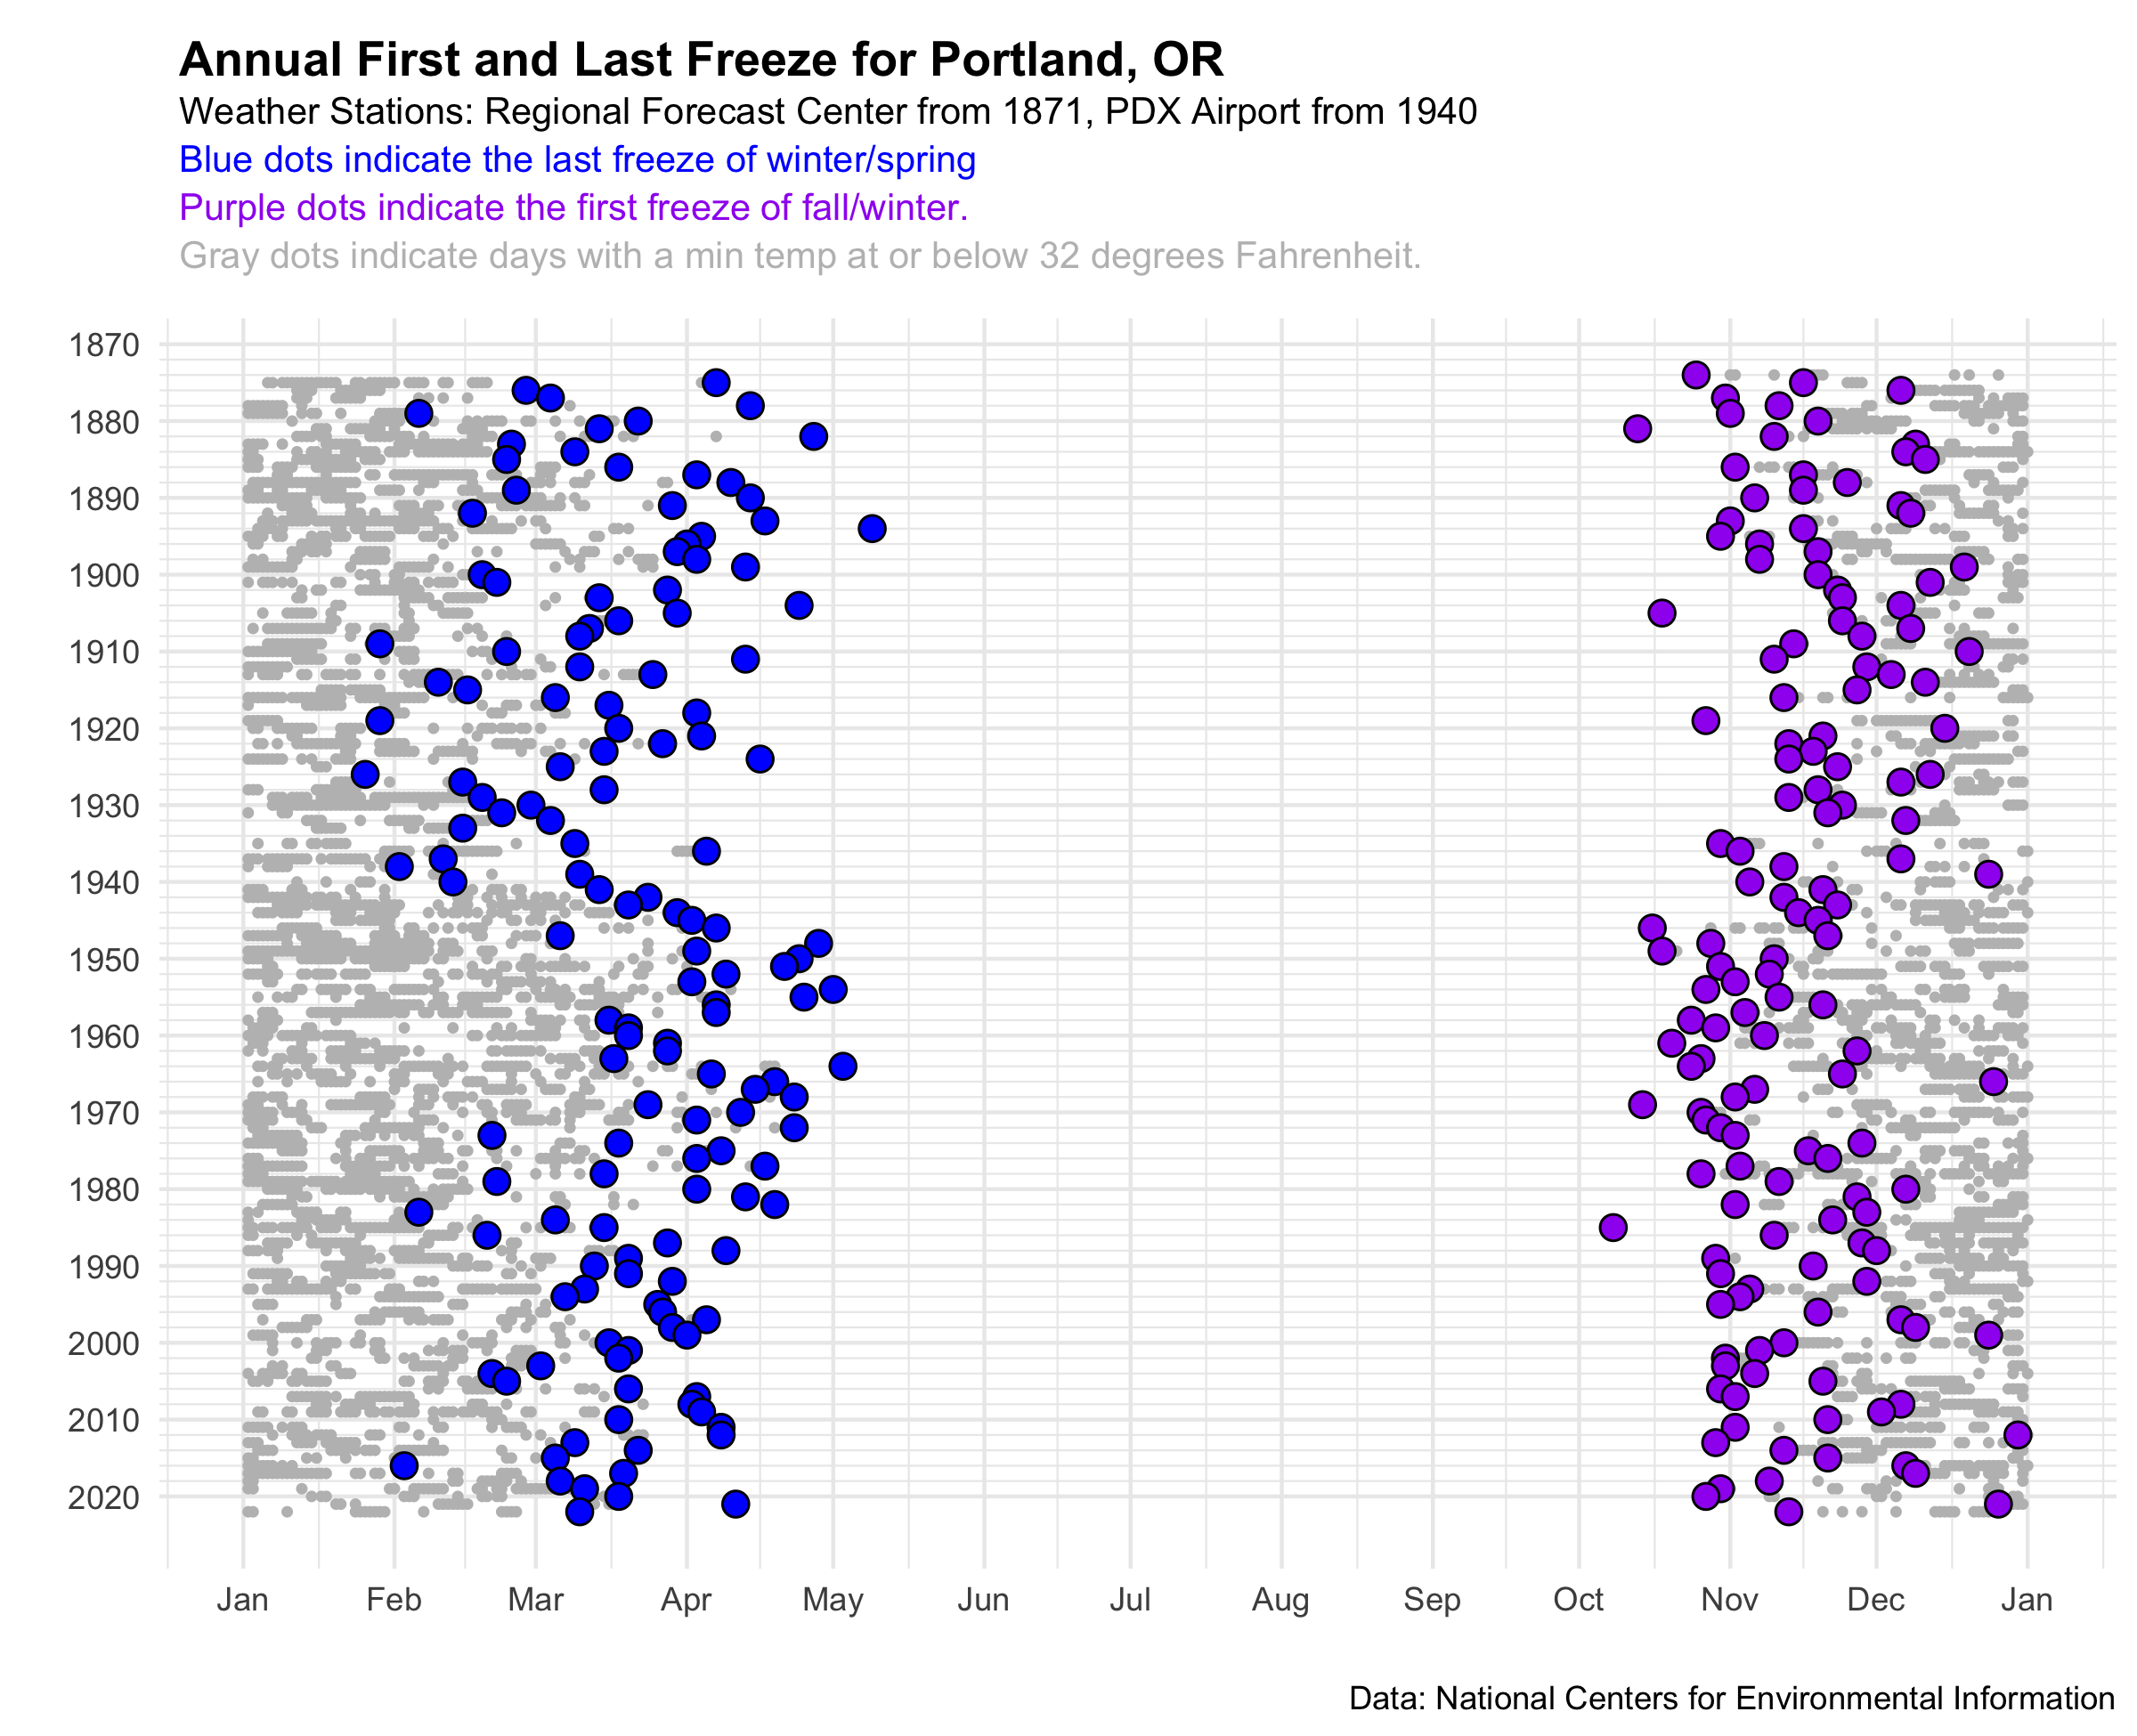 Annual First and Last Freeze for Portland, OR
Weather Stations: Regional Forecast Center from 1871, PDX Airport from 1940
Blue dots indicate the last freeze of winter/spring
Purple dots indicate the first freeze of fall/winter.
Gray dots indicate days with a min temp at or below 32 degrees Fahrenheit.
1870
1880
1890
1900
1910
1920
1930
1940
1950
1960
1970
1980
1990
2000
2010
2020
Jan Feb Mar Apr May Jun Jul Aug Sep Oct Nov Dec Jan
Data: National Centers for Environmental Information